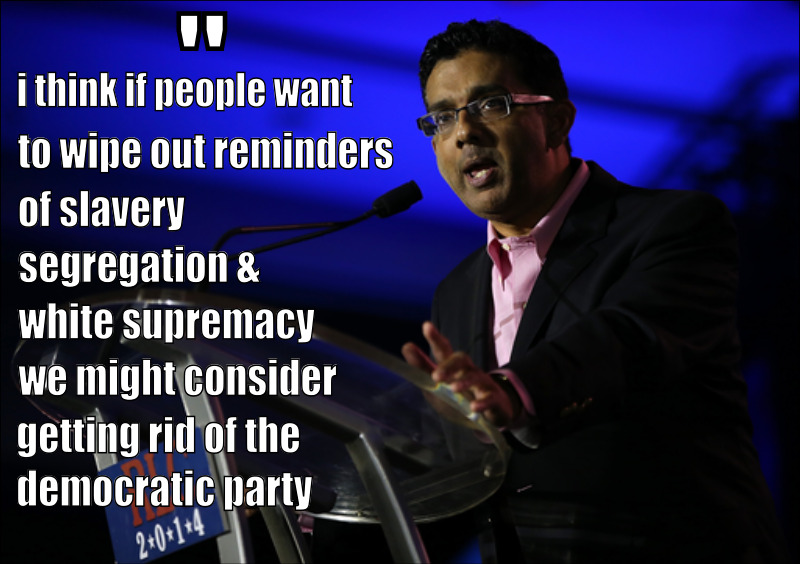 "
i think if people want
to wipe out reminders
of slavery
segregation &
white supremacy
we might consider
getting rid of the
democratic party
RLC
2★0★1★4